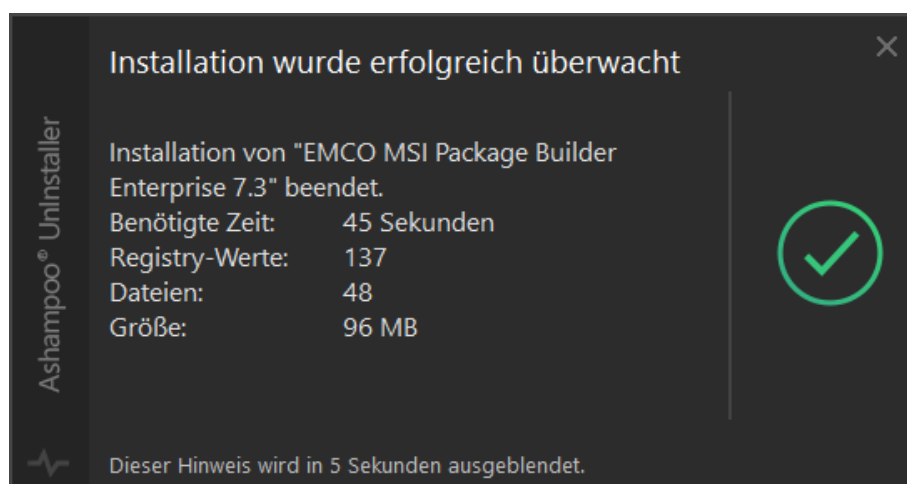 Installation wurde erfolgreich überwacht
Installation von "EMCO MSI Package Builder
Enterprise 7.3" beendet.
Benötigte Zeit: 45 Sekunden
Registry-Werte: 137
Dateien: 48
Größe: 96 MB
Dieser Hinweis wird in 5 Sekunden ausgeblendet.
Ashampoo® UnInstaller